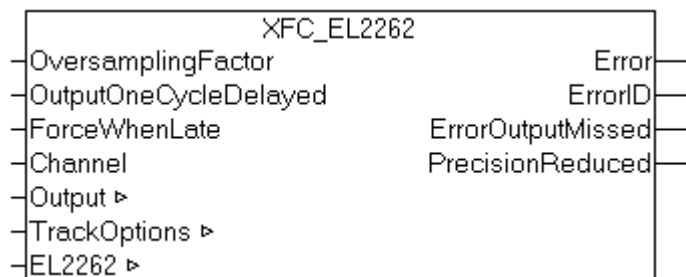 XFC_EL2262
OversamplingFactor Error
OutputOneCycleDelayed ErrorID
ForceWhenLate ErrorOutputMissed
Channel PrecisionReduced
Output ▹
TrackOptions ▹
EL2262 ▹